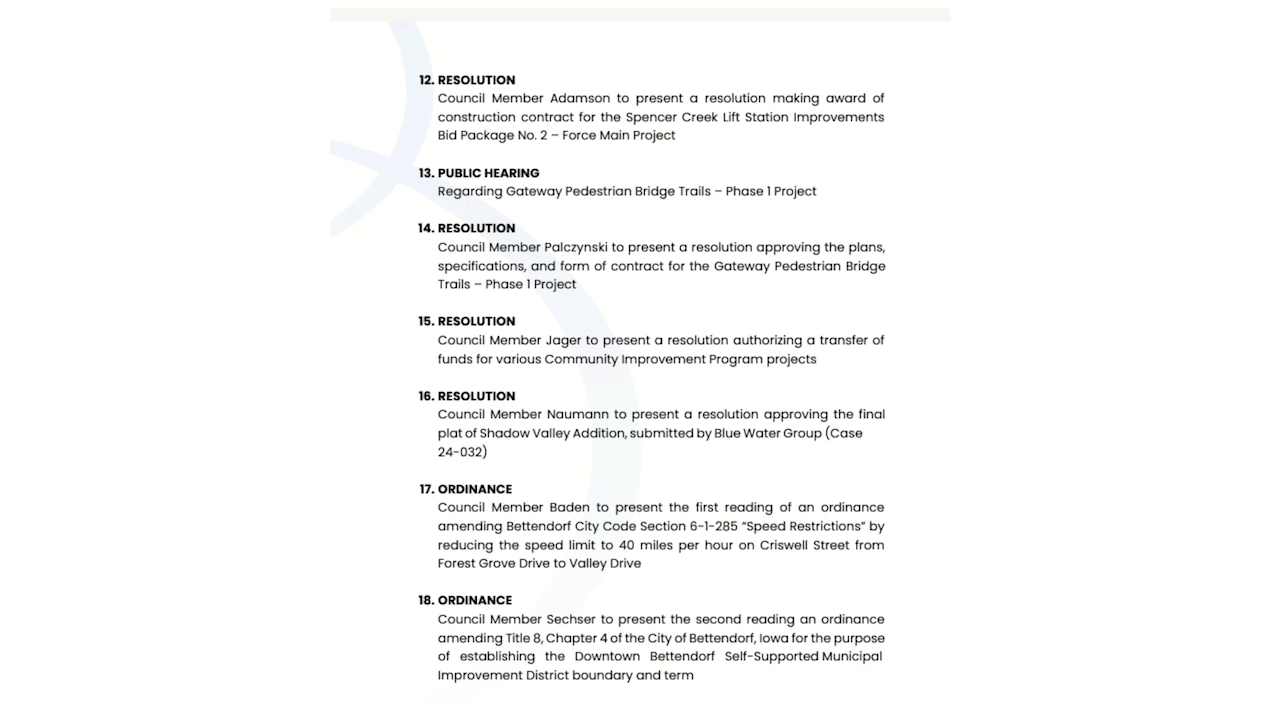 12. RESOLUTION
Council Member Adamson to present a resolution making award of
construction contract for the Spencer Creek Lift Station Improvements
Bid Package No. 2 – Force Main Project
13. PUBLIC HEARING
Regarding Gateway Pedestrian Bridge Trails – Phase 1 Project
14. RESOLUTION
Council Member Palczynski to present a resolution approving the plans,
specifications, and form of contract for the Gateway Pedestrian Bridge
Trails – Phase 1 Project
15. RESOLUTION
Council Member Jager to present a resolution authorizing a transfer of
funds for various Community Improvement Program projects
16. RESOLUTION
Council Member Naumann to present a resolution approving the final
plat of Shadow Valley Addition, submitted by Blue Water Group (Case
24-032)
17. ORDINANCE
Council Member Baden to present the first reading of an ordinance
amending Bettendorf City Code Section 6-1-285 “Speed Restrictions” by
reducing the speed limit to 40 miles per hour on Criswell Street from
Forest Grove Drive to Valley Drive
18. ORDINANCE
Council Member Sechser to present the second reading an ordinance
amending Title 8, Chapter 4 of the City of Bettendorf, Iowa for the purpose
of establishing the Downtown Bettendorf Self-Supported Municipal
Improvement District boundary and term